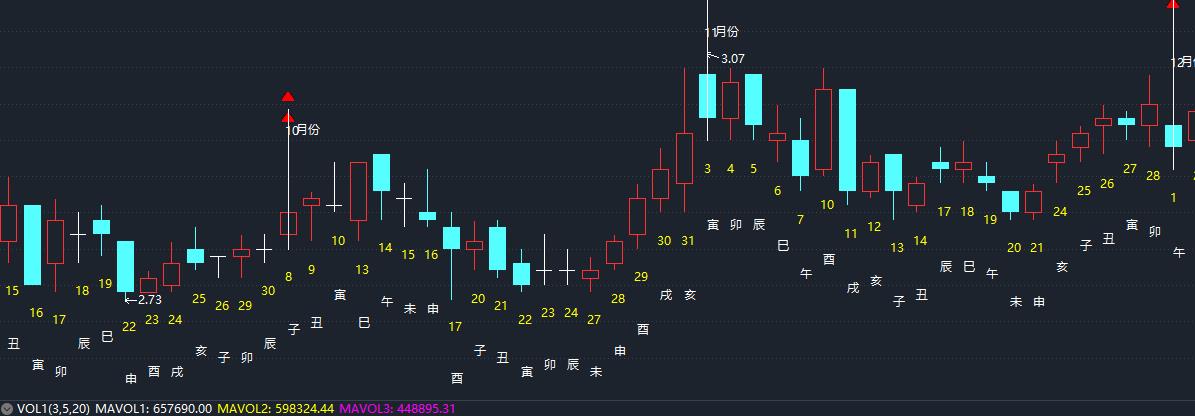 11月份
3.07
12月份
10月份
3 4 5 6 7 10 11 12 13 14 17 18 19 20 21 24 25 26 27 28 1
寅 卯 辰 巳 午 酉 戌 亥 子 丑 辰 巳 午 未 申 亥 子 丑 寅 卯 午
15 16 17 18 19 22 23 24 25 26 29 30 8 9 10 13 14 15 16 17 20 21 22 23 24 27 28 29 30 31
2.73
丑 寅 卯 辰 巳 申 酉 戌 亥 子 卯 辰 子 丑 寅 巳 午 未 申 酉 子 丑 寅 卯 辰 未 申 酉 戌 亥
VOL1(3,5,20) MAVOL1: 657690.00 MAVOL2: 598324.44 MAVOL3: 448895.31